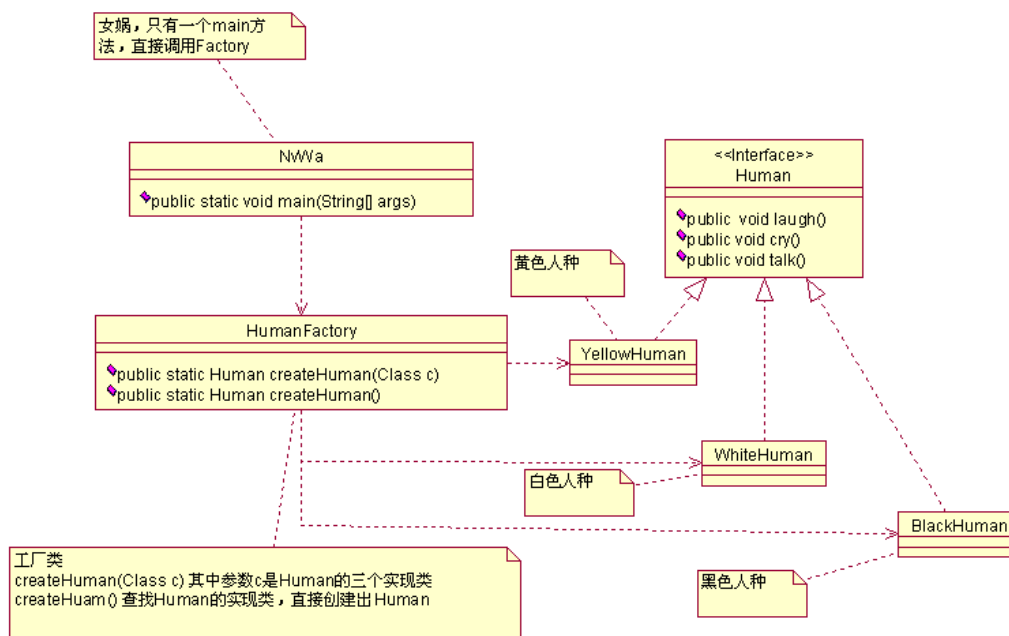 女娲，只有一个main方
法，直接调用Factory
NvWa
public static void main(String[] args)
<<Interface>>
Human
public  void laugh()
public void cry()
public void talk()
黄色人种
HumanFactory
public static Human createHuman(Class c)
public static Human createHuman()
YellowHuman
WhiteHuman
白色人种
BlackHuman
工厂类
createHuman(Class c) 其中参数c是Human的三个实现类
createHuam() 查找Human的实现类，直接创建出Human
黑色人种